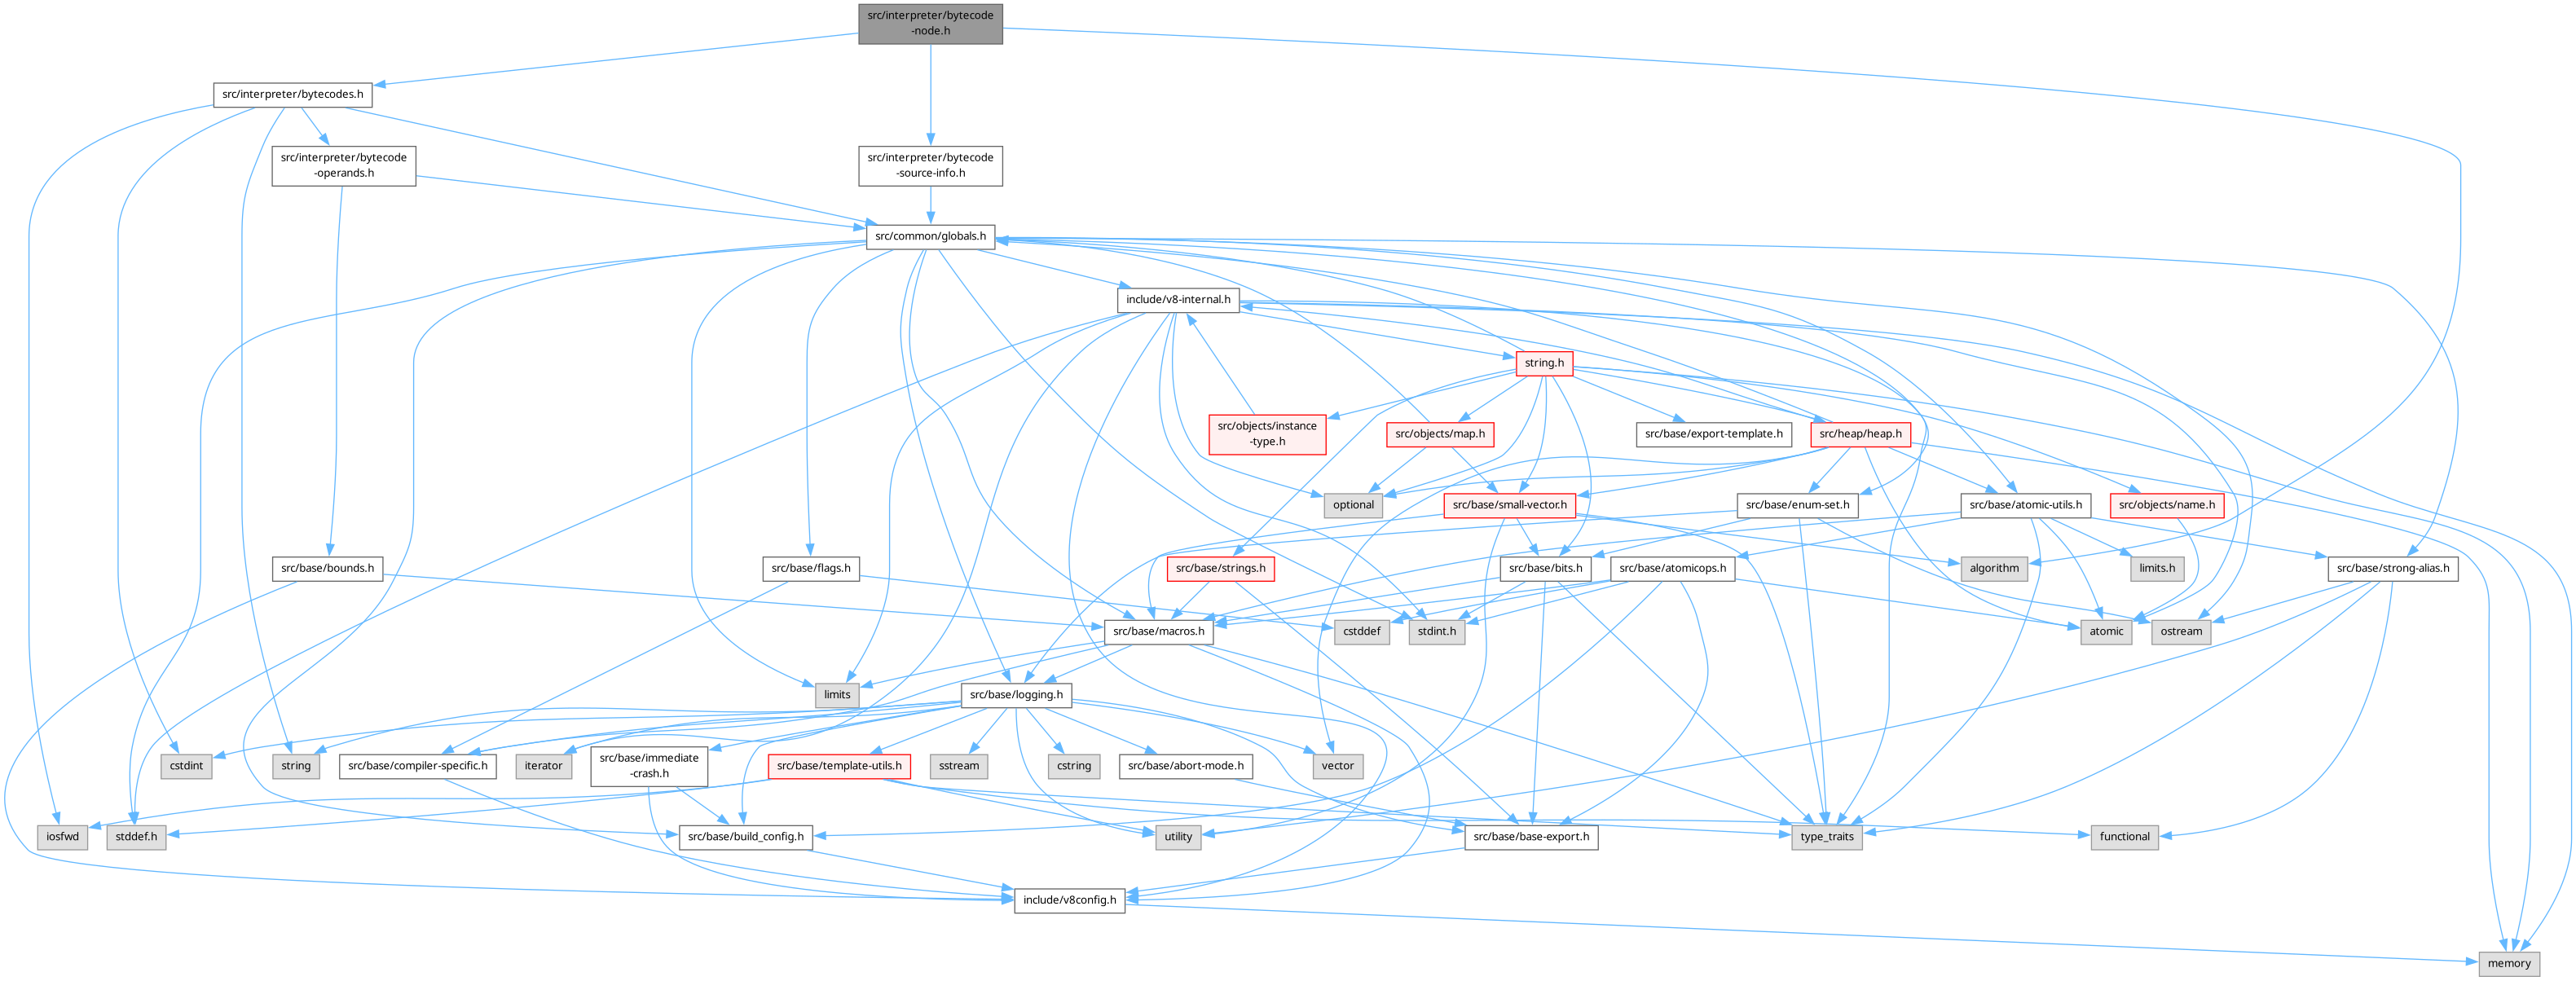 src/interpreter/bytecode
-node.h
src/interpreter/bytecodes.h
src/interpreter/bytecode
-operands.h
src/interpreter/bytecode
-source-info.h
src/common/globals.h
include/v8-internal.h
string.h
src/objects/instance
-type.h
src/objects/map.h
src/base/export-template.h
src/heap/heap.h
optional
src/base/small-vector.h
src/base/enum-set.h
src/base/atomic-utils.h
src/objects/name.h
src/base/bounds.h
src/base/flags.h
src/base/strings.h
src/base/bits.h
src/base/atomicops.h
algorithm
limits.h
src/base/strong-alias.h
src/base/macros.h
cstddef
stdint.h
atomic
ostream
limits
src/base/logging.h
cstdint
string
src/base/compiler-specific.h
iterator
src/base/immediate
-crash.h
src/base/template-utils.h
sstream
cstring
src/base/abort-mode.h
vector
iosfwd
stddef.h
src/base/build_config.h
utility
src/base/base-export.h
type_traits
functional
include/v8config.h
memory